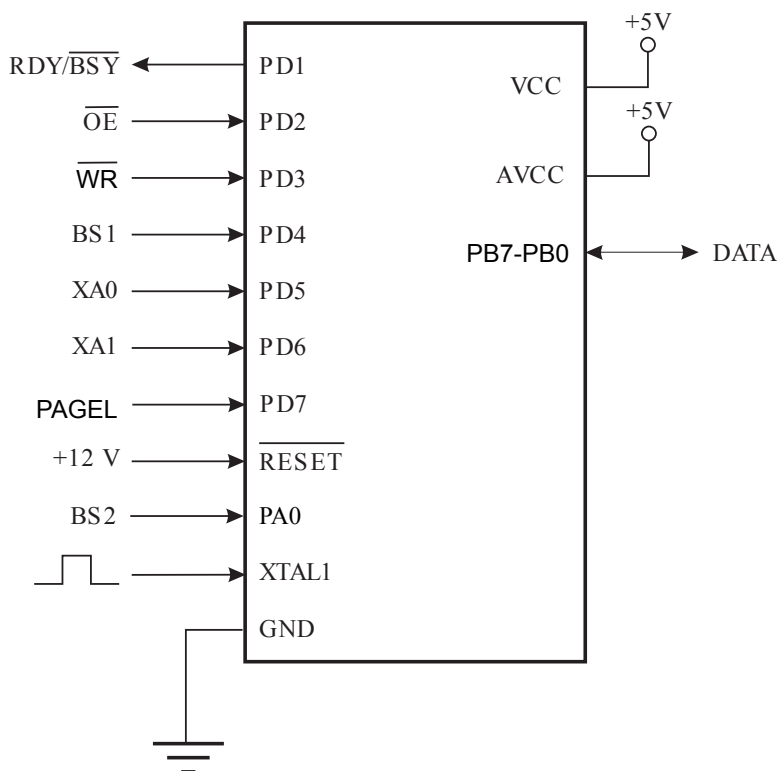 +5V
RDY/BSY
PD1
VCC
OE
PD2
+5V
WR
PD3
AVCC
BS1
PD4
PB7-PB0
DATA
XA0
PD5
XA1
PD6
PAGEL
PD7
+12 V
RESET
BS2
PA0
XTAL1
GND